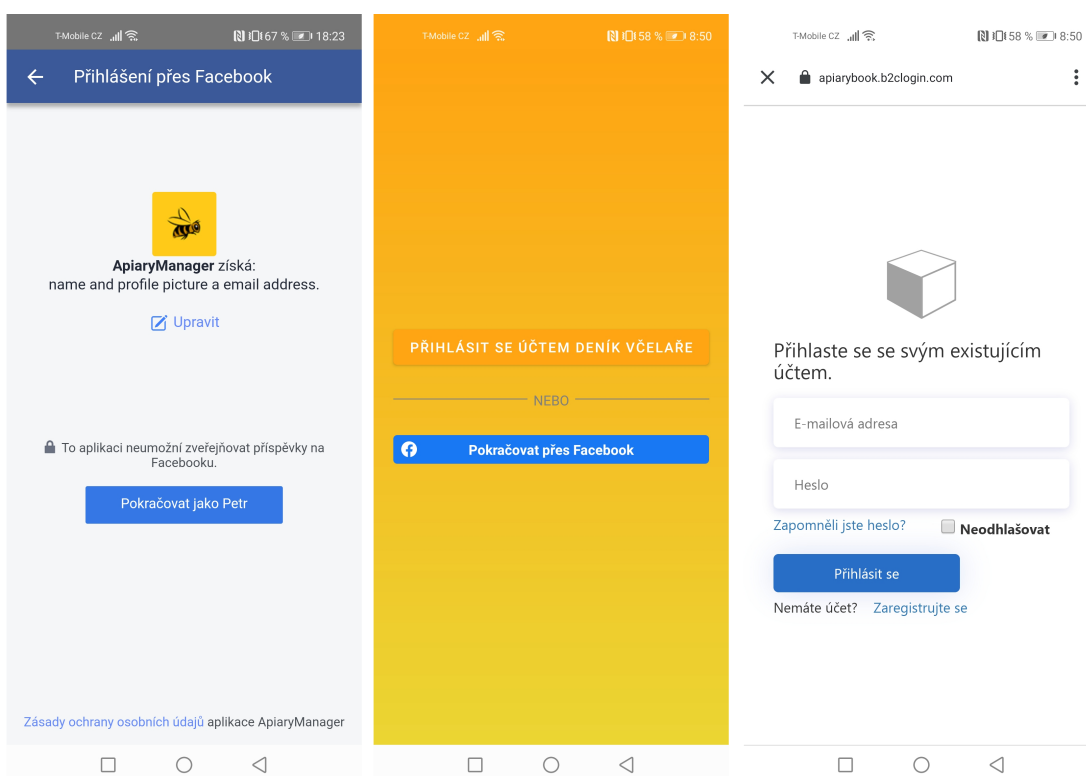 T-Mobile CZ 67 % 18:23
Přihlášení přes Facebook
ApiaryManager získá:
name and profile picture a email address.
Upravit
To aplikaci neumožní zveřejňovat příspěvky na
Facebooku.
Pokračovat jako Petr
Zásady ochrany osobních údajů aplikace ApiaryManager
T-Mobile CZ 58 % 8:50
PŘIHLÁSIT SE ÚČTEM DENÍK VČELAŘE
NEBO
Pokračovat přes Facebook
T-Mobile CZ 58 % 8:50
apiarybook.b2clogin.com
Přihlaste se se svým existujícím
účtem.
E-mailová adresa
Heslo
Zapomněli jste heslo? Neodhlašovat
Přihlásit se
Nemáte účet? Zaregistrujte se